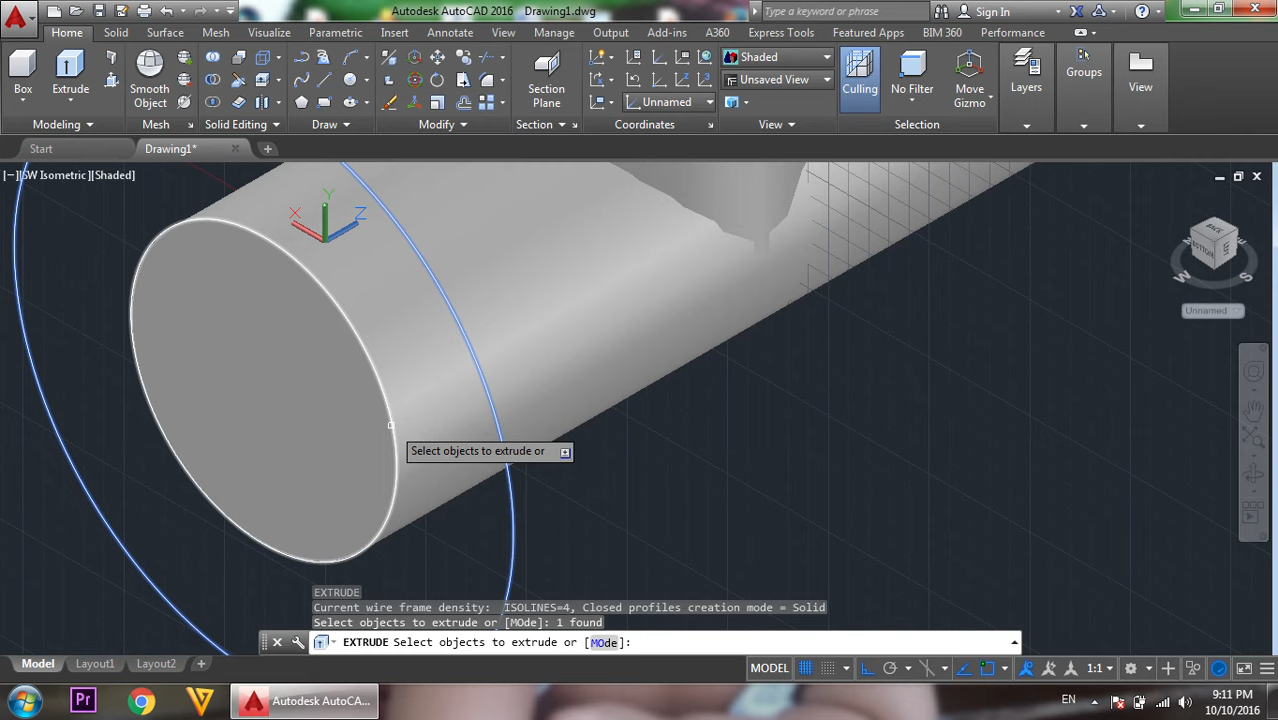 Autodesk AutoCAD 2016 Drawing1.dwg
Type a keyword or phrase
Sign In
Home Solid Surface Mesh Visualize Parametric Insert Annotate View Manage Output Add-ins A360 Express Tools Featured Apps BIM 360 Performance
Box
Extrude
Smooth
Object
Section
Plane
Shaded
Unsaved View
Unnamed
Culling
No Filter
Move
Gizmo
Layers
Groups
View
Modeling
Mesh
Solid Editing
Draw
Modify
Section
Coordinates
View
Selection
Start
Drawing1*
[−][SW Isometric][Shaded]
X
Y
Z
BACK
BOTTOM
LEFT
W
S
Unnamed
Select objects to extrude or
EXTRUDE
Current wire frame density: ISOLINES=4, Closed profiles creation mode = Solid
Select objects to extrude or [MOde]: 1 found
EXTRUDE Select objects to extrude or [MOde]:
Model Layout1 Layout2
MODEL
1:1
Pr
Autodesk AutoCA...
EN
9:11 PM
10/10/2016